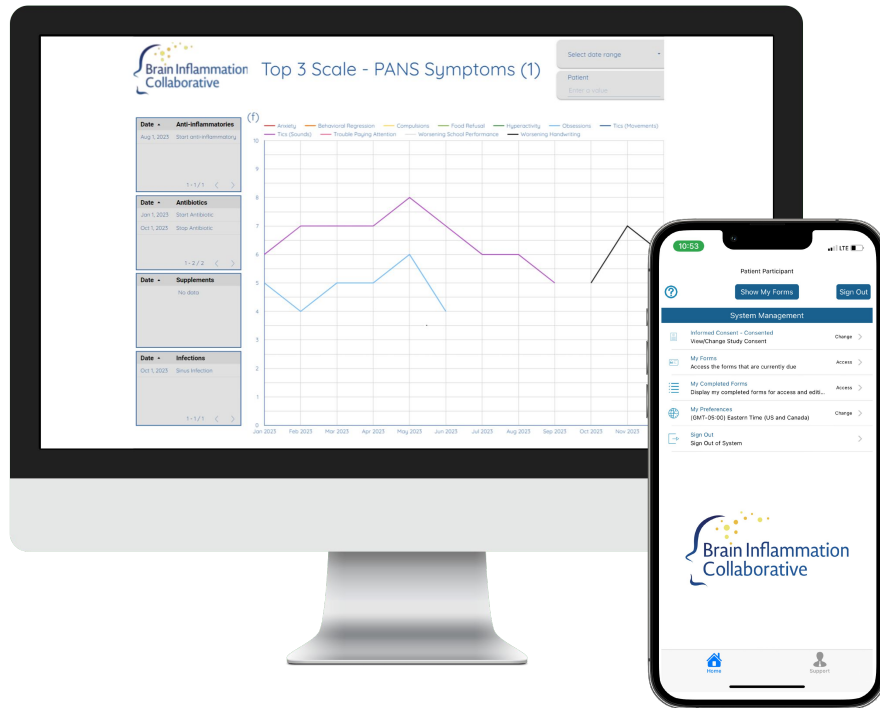 Brain Inflammation
Collaborative
Top 3 Scale - PANS Symptoms (1)
Select date range
Patient
Enter a value
Date Anti-inflammatories
Aug 1, 2023 Start anti-inflammatory
1 - 1 / 1
Date Antibiotics
Jan 1, 2023 Start Antibiotic
Oct 1, 2023 Stop Antibiotic
1 - 2 / 2
Date Supplements
No data
Date Infections
Oct 1, 2023 Sinus Infection
1 - 1 / 1
(f)
Anxiety Behavioral Regression Compulsions Food Refusal Hyperactivity Obsessions Tics (Movements)
Tics (Sounds) Trouble Paying Attention Worsening School Performance Worsening Handwriting
10
9
8
7
6
5
4
3
2
1
0
Jan 2023 Feb 2023 Mar 2023 Apr 2023 May 2023 Jun 2023 Jul 2023 Aug 2023 Sep 2023 Oct 2023 Nov 2023
10:53
LTE
Patient Participant
?
Show My Forms
Sign Out
System Management
Informed Consent - Consented
View/Change Study Consent
Change
My Forms
Access the forms that are currently due
Access
My Completed Forms
Display my completed forms for access and editi...
Access
My Preferences
(GMT-05:00) Eastern Time (US and Canada)
Change
Sign Out
Sign Out of System
Brain Inflammation
Collaborative
Home
Support